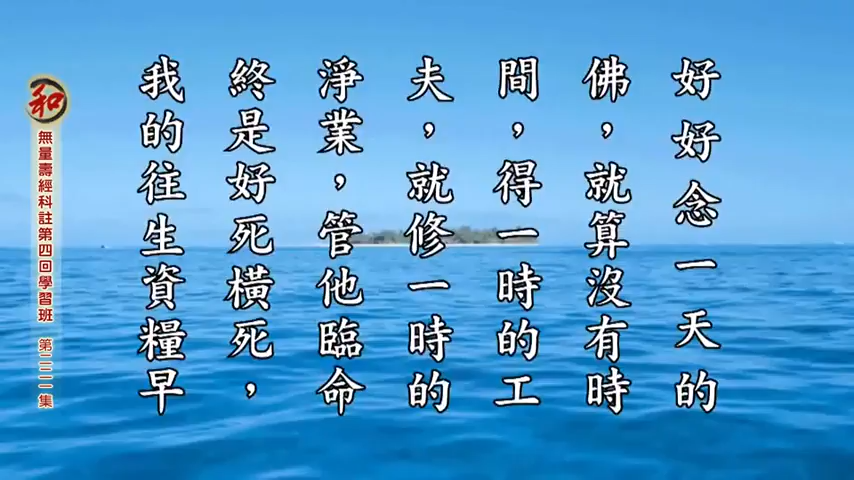 好好念一天的
佛，就算沒有時
間，得一時的工
夫，就修一時的
淨業，管他臨命
終是好死橫死，
我的往生資糧早
和
無量壽經科註第四回學習班
第二二一集